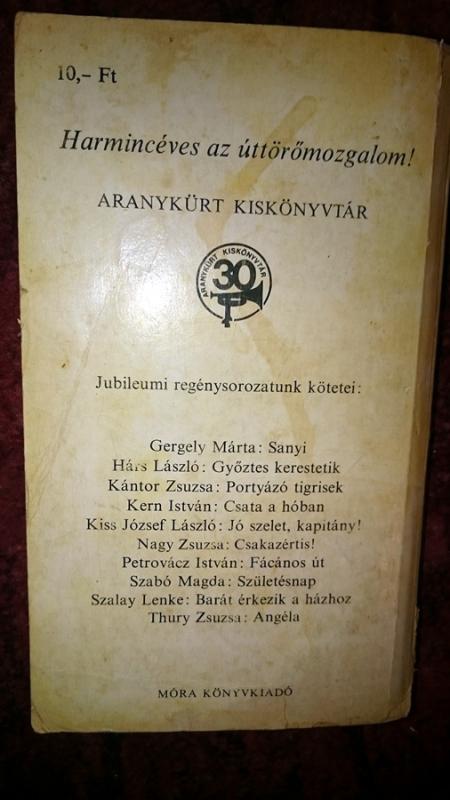 10,- Ft
Harmincéves az úttörőmozgalom!
ARANYKÜRT KISKÖNYVTÁR
ARANYKÜRT KISKÖNYVTÁR
30
Jubileumi regénysorozatunk kötetei:
Gergely Márta: Sanyi
Hárs László: Győztes kerestetik
Kántor Zsuzsa: Portyázó tigrisek
Kern István: Csata a hóban
Kiss József László: Jó szelet, kapitány!
Nagy Zsuzsa: Csakazértis!
Petrovácz István: Fácános út
Szabó Magda: Születésnap
Szalay Lenke: Barát érkezik a házhoz
Thury Zsuzsa: Angéla
MÓRA KÖNYVKIADÓ